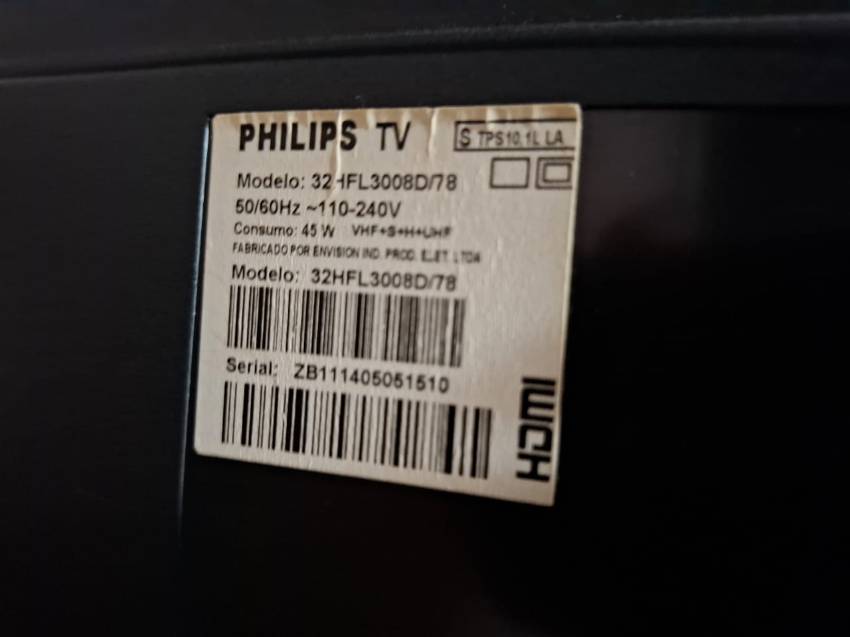 PHILIPS TV
S TPS10.1L LA
Modelo: 32HFL3008D/78
50/60Hz ~110-240V
Consumo: 45 W VHF+S+H+UHF
FABRICADO POR ENVISION IND. PROD. ELET. LTDA
Modelo: 32HFL3008D/78
Serial: ZB111405051510
HDMI